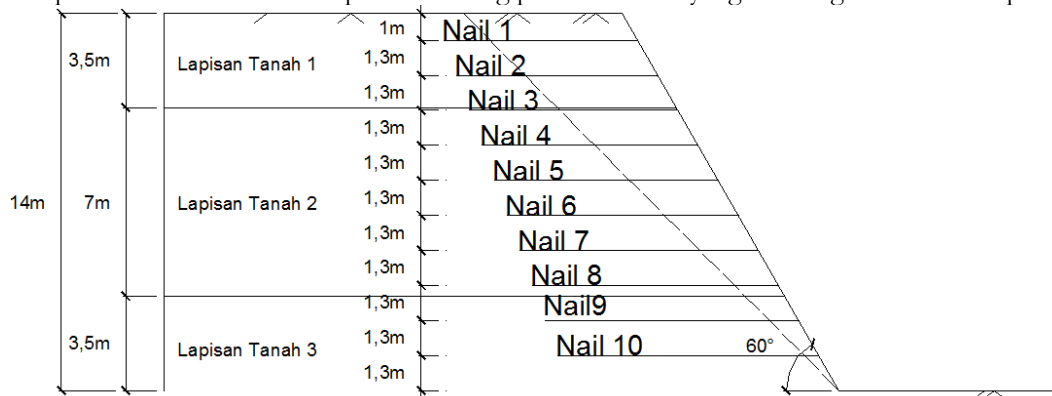 1m
Nail 1
3,5m
Lapisan Tanah 1
1,3m
Nail 2
1,3m
Nail 3
1,3m
Nail 4
1,3m
Nail 5
14m
7m
Lapisan Tanah 2
1,3m
Nail 6
1,3m
Nail 7
1,3m
Nail 8
1,3m
Nail9
3,5m
Lapisan Tanah 3
1,3m
Nail 10
60°
1,3m